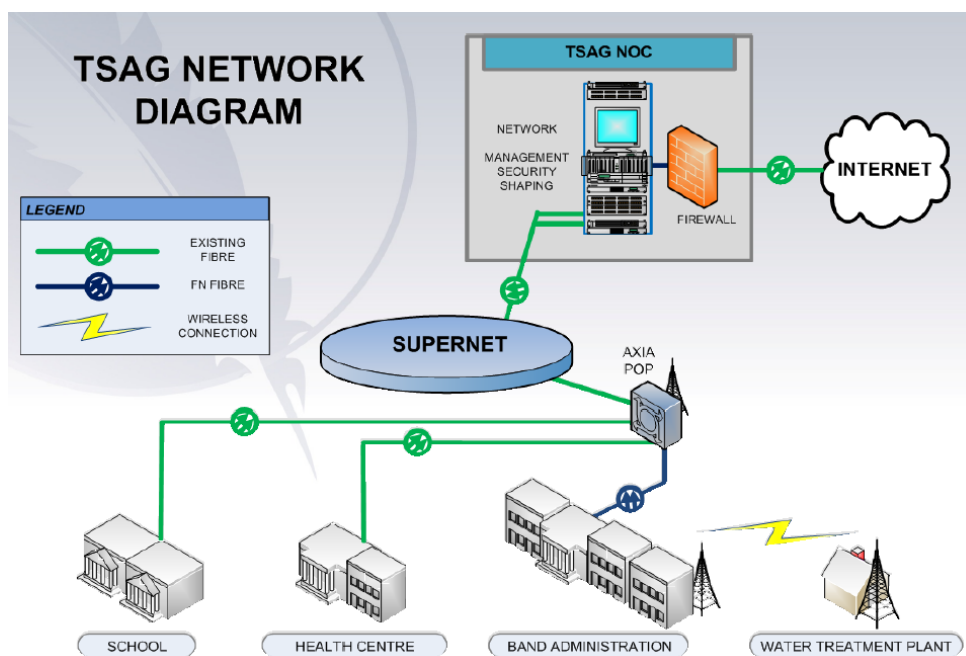 TSAG NETWORK
DIAGRAM
TSAG NOC
NETWORK
MANAGEMENT
SECURITY
SHAPING
FIREWALL
INTERNET
LEGEND
EXISTING
FIBRE
FN FIBRE
WIRELESS
CONNECTION
SUPERNET
AXIA
POP
SCHOOL
HEALTH CENTRE
BAND ADMINISTRATION
WATER TREATMENT PLANT